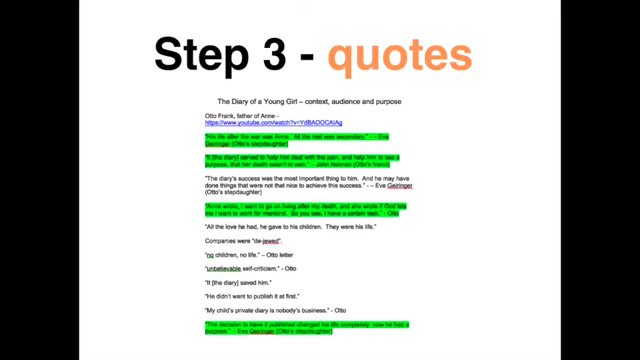 Step 3 - quotes
The Diary of a Young Girl – context, audience and purpose
Otto Frank, father of Anne -
https://www.youtube.com/watch?v=YdBAOOCAIAg
"His life after the war was Anne. All the rest was secondary." – Eva
Geiringer (Otto's stepdaughter)
"It [the diary] served to help him deal with the pain, and help him to see a
purpose, that her death wasn't in vain." – John Neiman (Otto's friend)
"The diary's success was the most important thing to him. And he may have
done things that were not that nice to achieve this success." – Eva Geiringer
(Otto's stepdaughter)
"Anne wrote, I want to go on living after my death, and she wrote if God lets
me I want to work for mankind. So you see, I have a certain task." - Otto
"All the love he had, he gave to his children. They were his life."
Companies were "de-jewed".
"no children, no life." – Otto letter
"unbelievable self-criticism." - Otto
"It [the diary] saved him."
"He didn't want to publish it at first."
"My child's private diary is nobody's business." - Otto
"The decision to have it published changed his life completely; now he had a
purpose." – Eva Geiringer (Otto's stepdaughter)